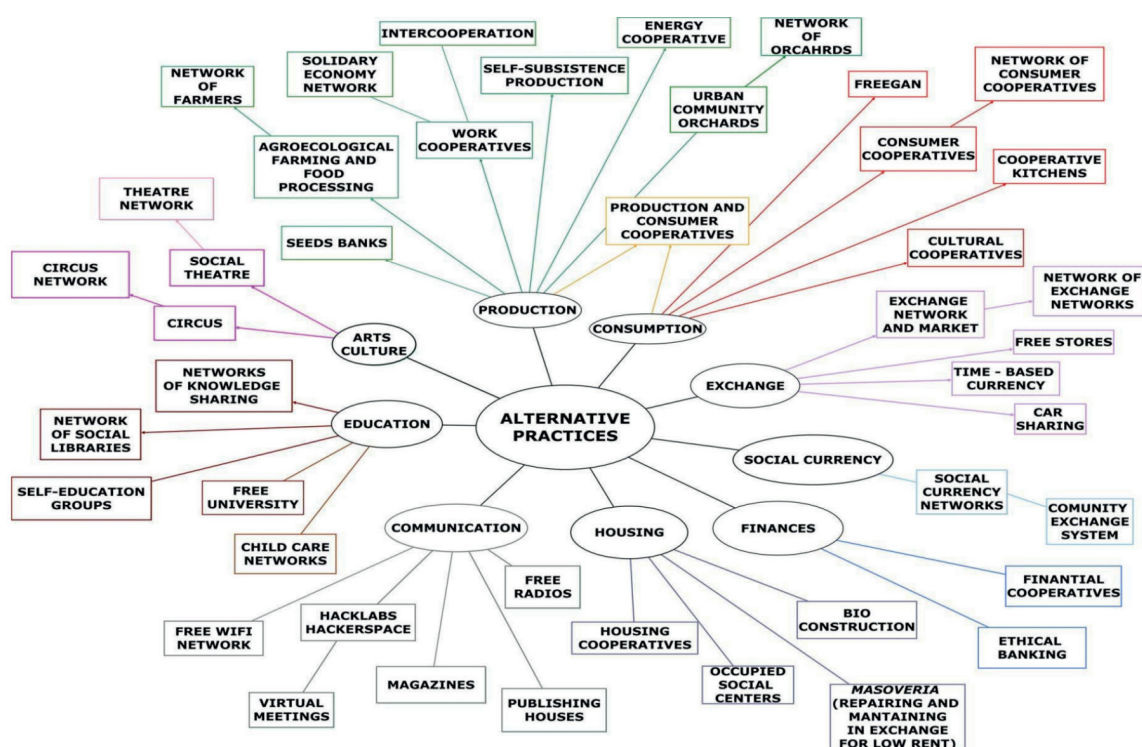 INTERCOOPERATION
ENERGY
COOPERATIVE
NETWORK
OF
ORCAHRDS
SOLIDARY
ECONOMY
NETWORK
SELF-SUBSISTENCE
PRODUCTION
NETWORK
OF
FARMERS
URBAN
COMMUNITY
ORCHARDS
FREEGAN
NETWORK OF
CONSUMER
COOPERATIVES
WORK
COOPERATIVES
CONSUMER
COOPERATIVES
AGROECOLOGICAL
FARMING AND
FOOD
PROCESSING
COOPERATIVE
KITCHENS
THEATRE
NETWORK
PRODUCTION AND
CONSUMER
COOPERATIVES
SEEDS BANKS
CULTURAL
COOPERATIVES
CIRCUS
NETWORK
SOCIAL
THEATRE
NETWORK OF
EXCHANGE
NETWORKS
EXCHANGE
NETWORK
AND MARKET
CIRCUS
PRODUCTION
CONSUMPTION
ARTS
CULTURE
FREE STORES
NETWORKS
OF KNOWLEDGE
SHARING
EXCHANGE
TIME - BASED
CURRENCY
NETWORK
OF SOCIAL
LIBRARIES
EDUCATION
ALTERNATIVE
PRACTICES
CAR
SHARING
SOCIAL CURRENCY
SELF-EDUCATION
GROUPS
FREE
UNIVERSITY
SOCIAL
CURRENCY
NETWORKS
COMUNITY
EXCHANGE
SYSTEM
COMMUNICATION
HOUSING
FINANCES
CHILD CARE
NETWORKS
FREE
RADIOS
FINANTIAL
COOPERATIVES
HACKLABS
HACKERSPACE
BIO
CONSTRUCTION
FREE WIFI
NETWORK
HOUSING
COOPERATIVES
ETHICAL
BANKING
MAGAZINES
OCCUPIED
SOCIAL
CENTERS
VIRTUAL
MEETINGS
PUBLISHING
HOUSES
MASOVERIA
(REPAIRING AND
MANTAINING
IN EXCHANGE
FOR LOW RENT)